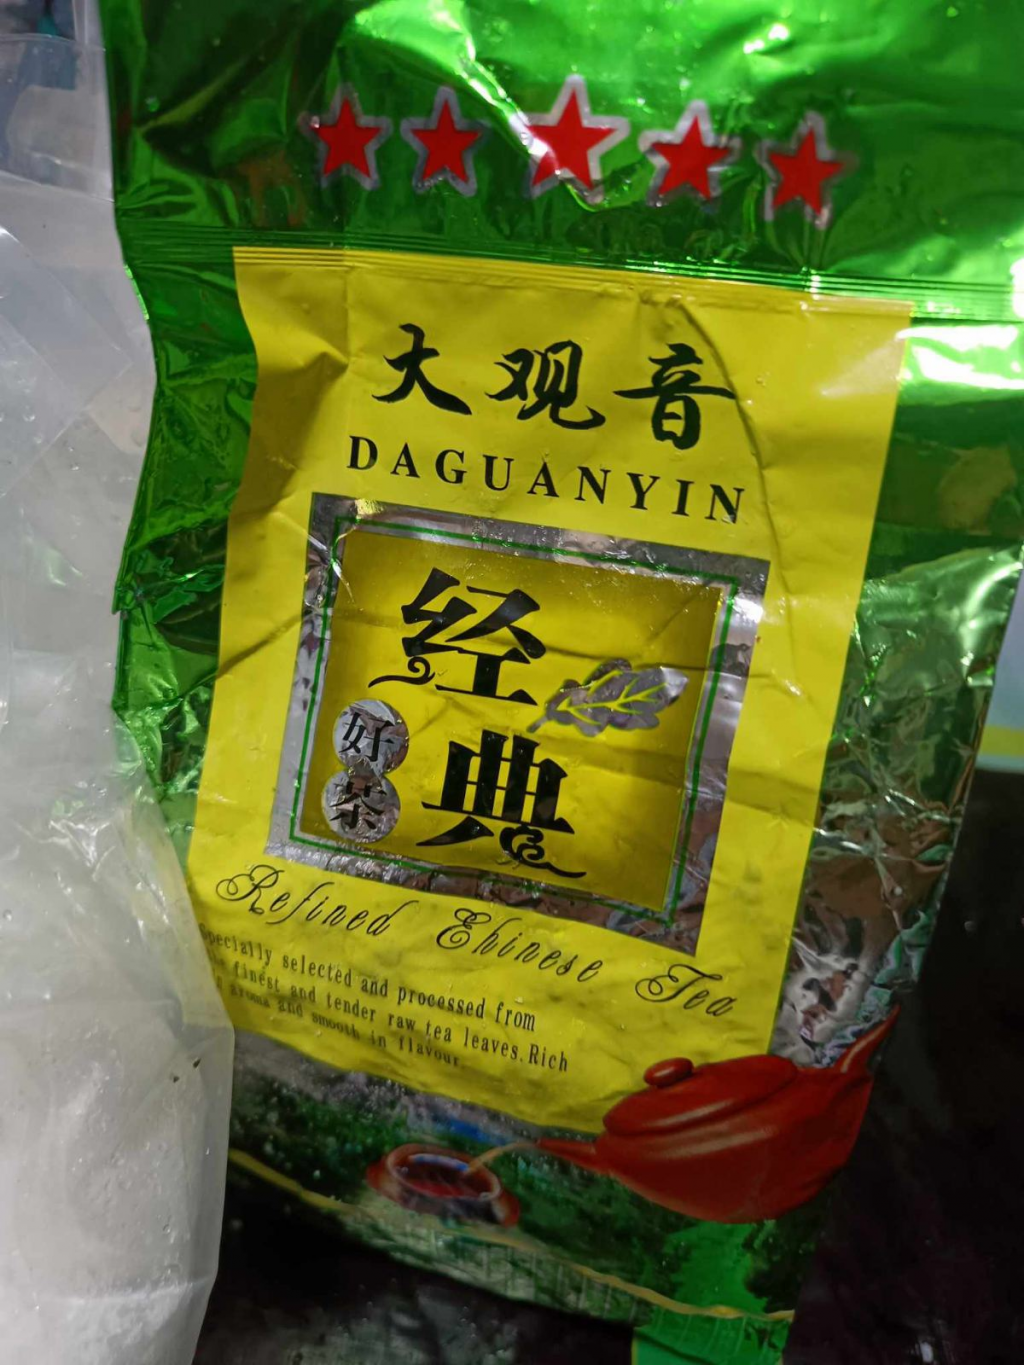 大观音
DAGUANYIN
经典
好茶
Refined Chinese Tea
Specially selected and processed from
finest and tender raw tea leaves.Rich
aroma and smooth in flavour.